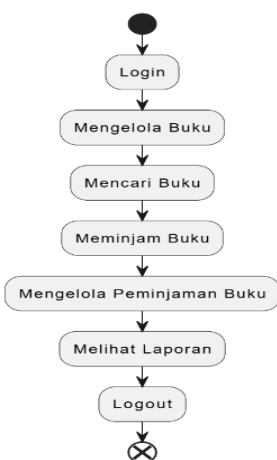 Login
Mengelola Buku
Mencari Buku
Meminjam Buku
Mengelola Peminjaman Buku
Melihat Laporan
Logout